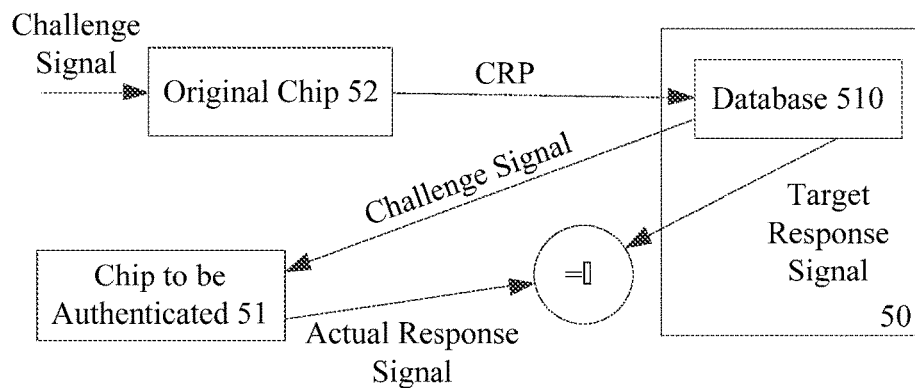 Challenge
Signal
Original Chip 52
CRP
Database 510
Challenge Signal
Target
Response
Signal
Chip to be
Authenticated 51
=▯
Actual Response
Signal
50